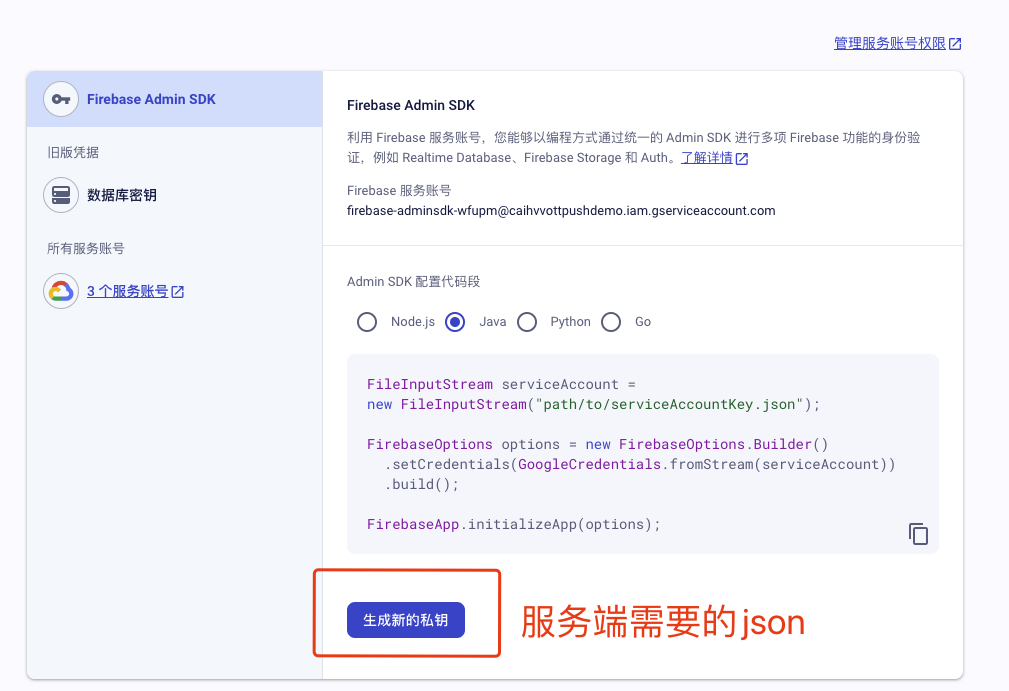 管理服务账号权限
Firebase Admin SDK
旧版凭据
数据库密钥
所有服务账号
3 个服务账号
Firebase Admin SDK
利用 Firebase 服务账号，您能够以编程方式通过统一的 Admin SDK 进行多项 Firebase 功能的身份验
证，例如 Realtime Database、Firebase Storage 和 Auth。了解详情
Firebase 服务账号
firebase-adminsdk-wfupm@caihvvottpushdemo.iam.gserviceaccount.com
Admin SDK 配置代码段
Node.js Java Python Go
FileInputStream serviceAccount =
new FileInputStream("path/to/serviceAccountKey.json");
FirebaseOptions options = new FirebaseOptions.Builder()
.setCredentials(GoogleCredentials.fromStream(serviceAccount))
.build();
FirebaseApp.initializeApp(options);
生成新的私钥
服务端需要的json